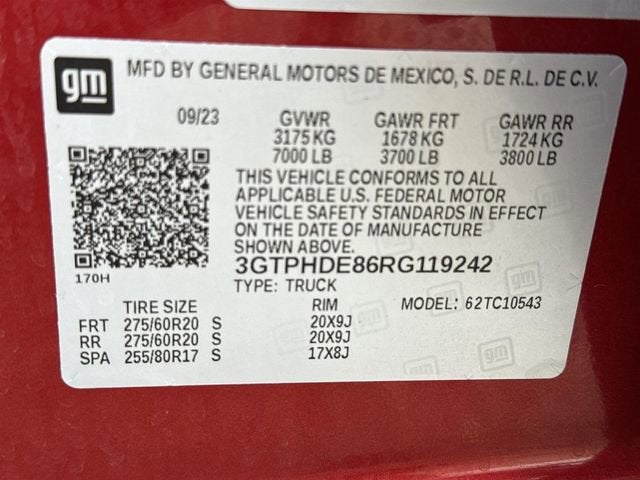 gm
MFD BY GENERAL MOTORS DE MEXICO, S. DE R.L. DE C.V.
09/23 GVWR GAWR FRT GAWR RR
3175 KG 1678 KG 1724 KG
7000 LB 3700 LB 3800 LB
THIS VEHICLE CONFORMS TO ALL
APPLICABLE U.S. FEDERAL MOTOR
VEHICLE SAFETY STANDARDS IN EFFECT
ON THE DATE OF MANUFACTURE
SHOWN ABOVE.
170H
3GTPHDE86RG119242
TYPE: TRUCK
TIRE SIZE RIM MODEL: 62TC10543
FRT 275/60R20 S 20X9J
RR 275/60R20 S 20X9J
SPA 255/80R17 S 17X8J